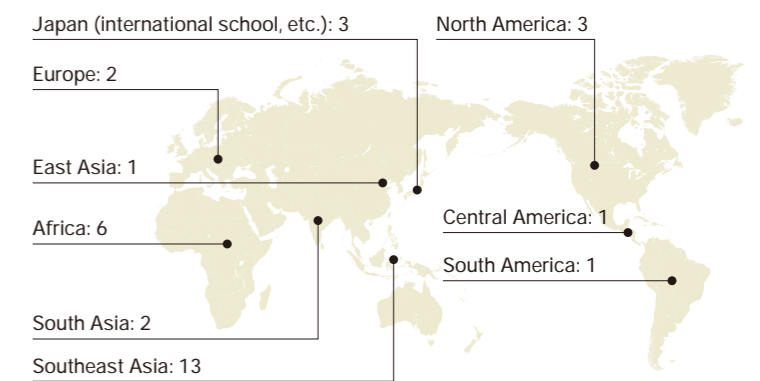 Japan (international school, etc.): 3
North America: 3
Europe: 2
East Asia: 1
Africa: 6
Central America: 1
South America: 1
South Asia: 2
Southeast Asia: 13